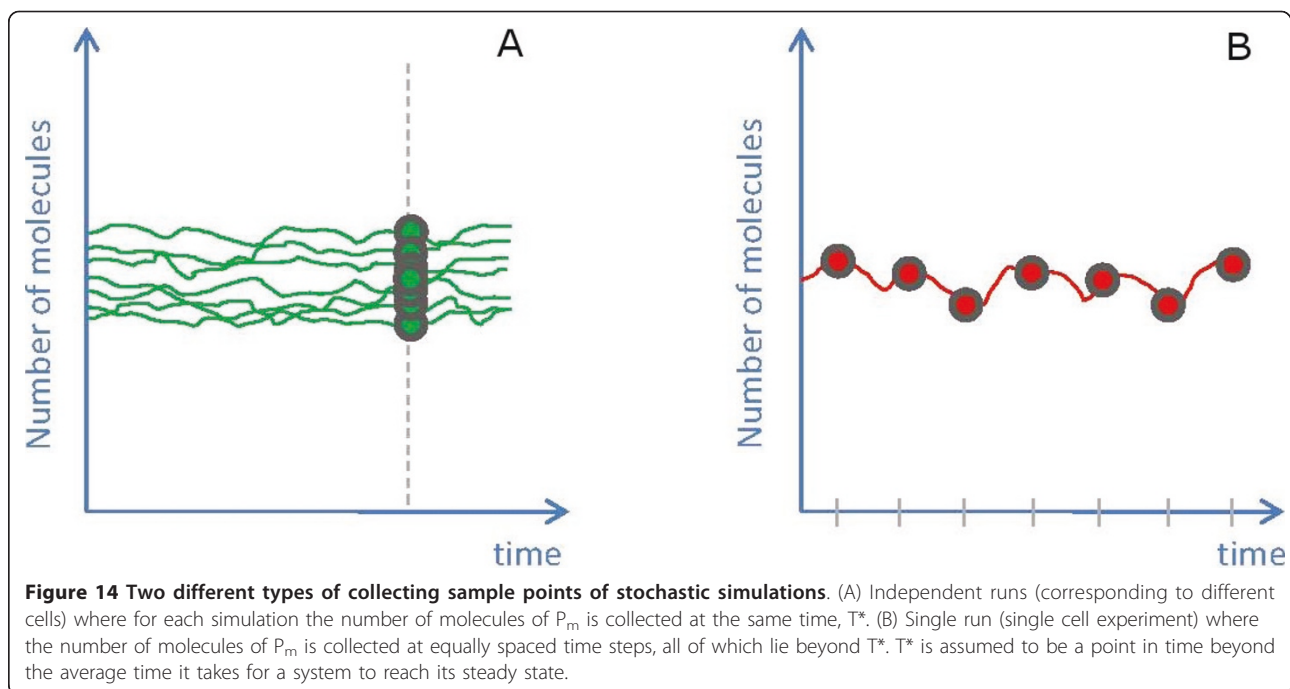 A
Number of molecules
time
B
Number of molecules
time
Figure 14 Two different types of collecting sample points of stochastic simulations. (A) Independent runs (corresponding to different
cells) where for each simulation the number of molecules of Pm is collected at the same time, T*. (B) Single run (single cell experiment) where
the number of molecules of Pm is collected at equally spaced time steps, all of which lie beyond T*. T* is assumed to be a point in time beyond
the average time it takes for a system to reach its steady state.